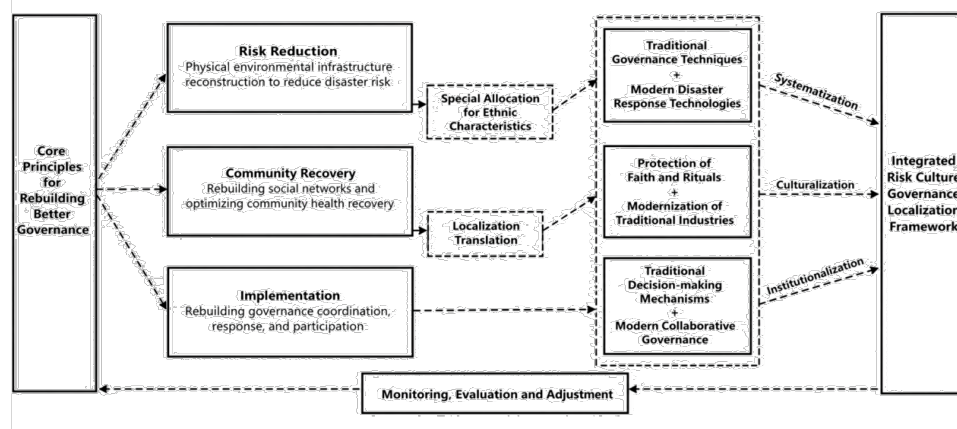 Core
Principles
for
Rebuilding
Better
Governance
Risk Reduction
Physical environmental infrastructure
reconstruction to reduce disaster risk
Community Recovery
Rebuilding social networks and
optimizing community health recovery
Implementation
Rebuilding governance coordination,
response, and participation
Special Allocation
for Ethnic
Characteristics
Localization
Translation
Traditional
Governance Techniques
+
Modern Disaster
Response Technologies
Protection of
Faith and Rituals
+
Modernization of
Traditional Industries
Traditional
Decision-making
Mechanisms
+
Modern Collaborative
Governance
Systematization
Culturalization
Institutionalization
Integrated
Risk Culture
Governance
Localization
Framework
Monitoring, Evaluation and Adjustment